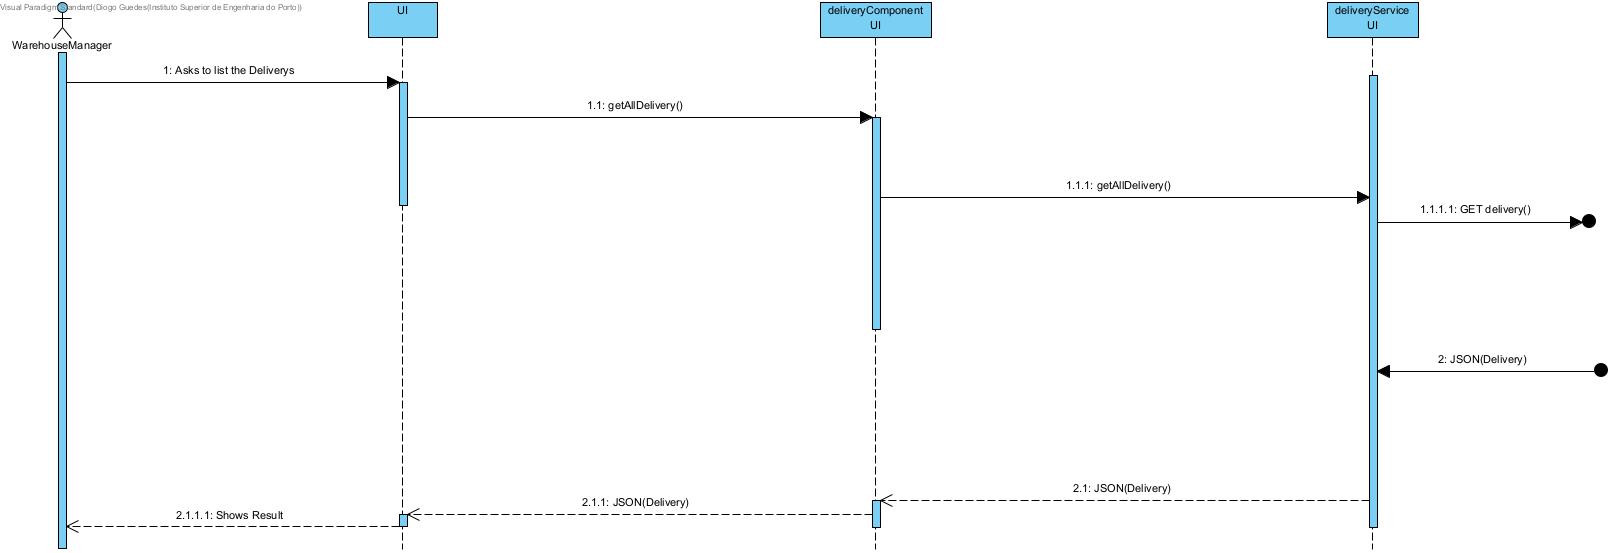 Visual Paradigm Standard(Diogo Guedes(Instituto Superior de Engenharia do Porto))
WarehouseManager
UI
deliveryComponent
UI
deliveryService
UI
1: Asks to list the Deliverys
1.1: getAllDelivery()
1.1.1: getAllDelivery()
1.1.1.1: GET delivery()
2: JSON(Delivery)
2.1: JSON(Delivery)
2.1.1: JSON(Delivery)
2.1.1.1: Shows Result